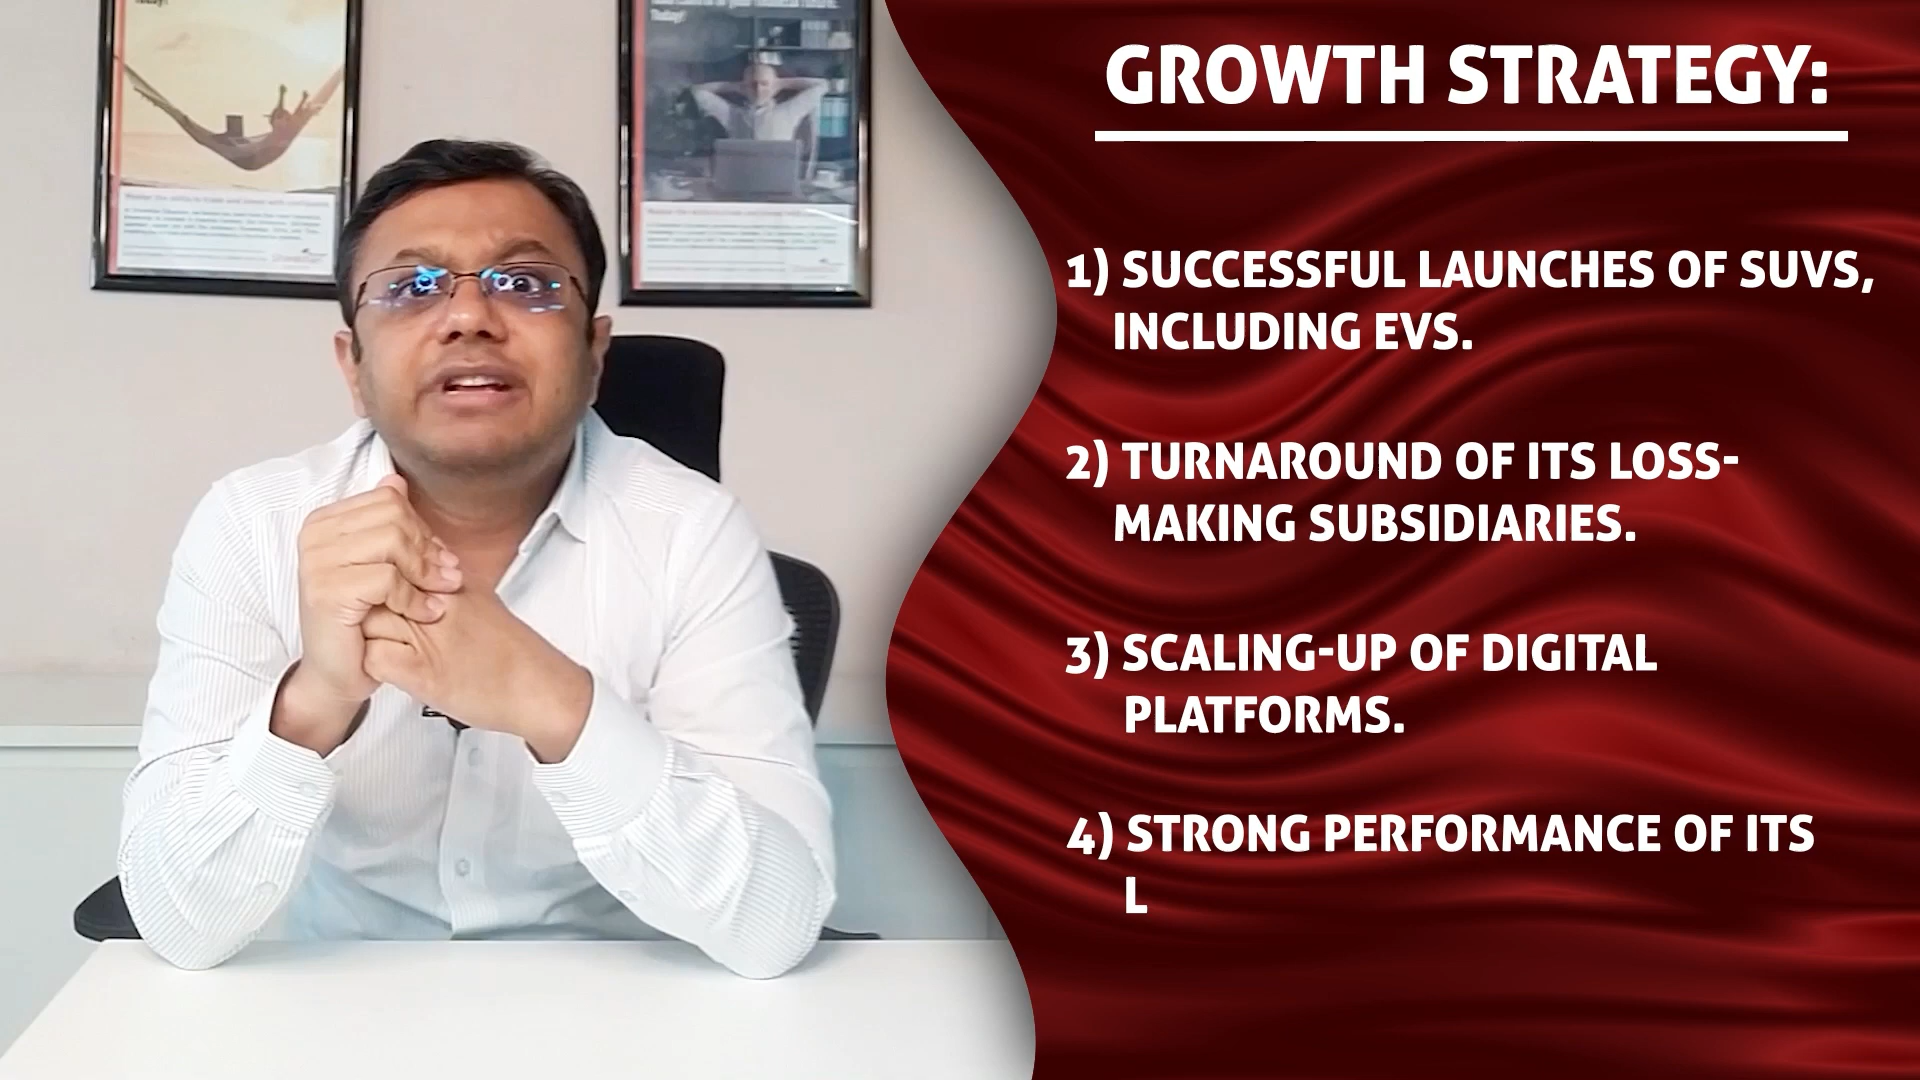 Today!
GROWTH STRATEGY:
1) SUCCESSFUL LAUNCHES OF SUVS,
INCLUDING EVS.
2) TURNAROUND OF ITS LOSS-
MAKING SUBSIDIARIES.
3) SCALING-UP OF DIGITAL
PLATFORMS.
4) STRONG PERFORMANCE OF ITS
L